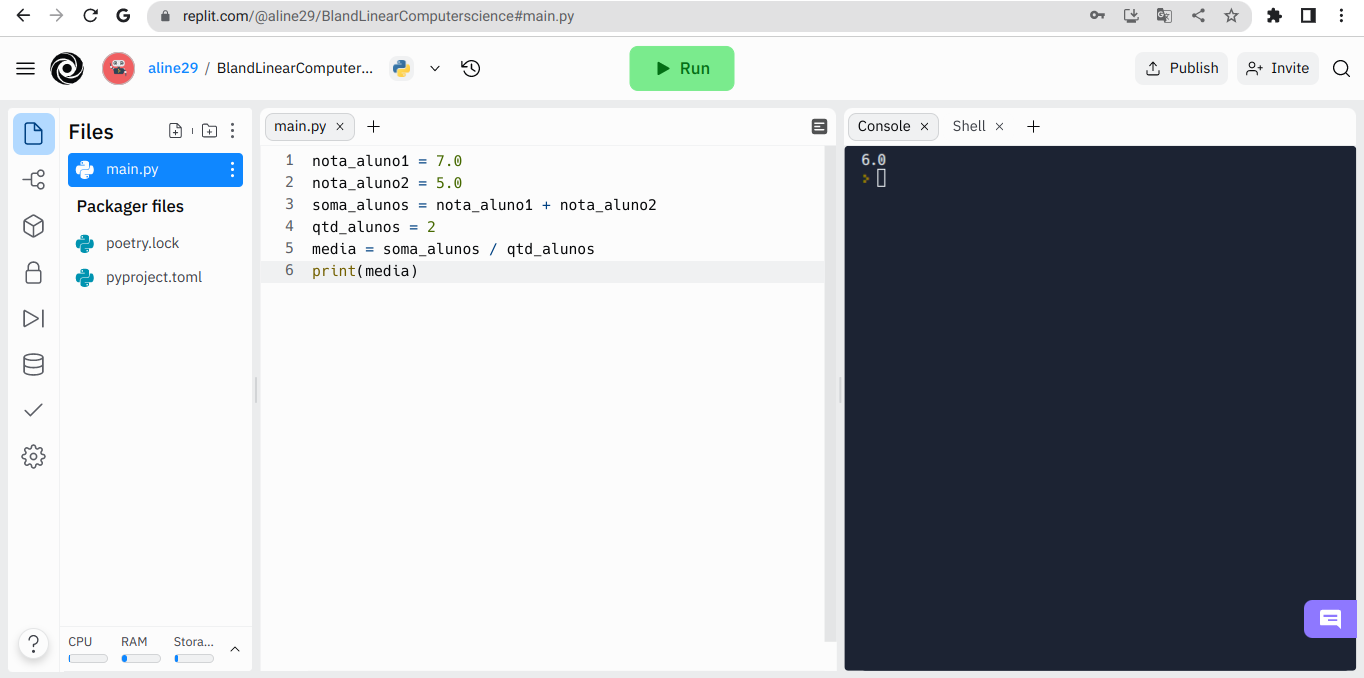 replit.com/@aline29/BlandLinearComputerscience#main.py
aline29 / BlandLinearComputer...
Run
Publish
Invite
Files
main.py
Packager files
poetry.lock
pyproject.toml
CPU RAM Stora...
?
main.py
1 nota_aluno1 = 7.0
2 nota_aluno2 = 5.0
3 soma_alunos = nota_aluno1 + nota_aluno2
4 qtd_alunos = 2
5 media = soma_alunos / qtd_alunos
6 print(media)
Console
Shell
6.0